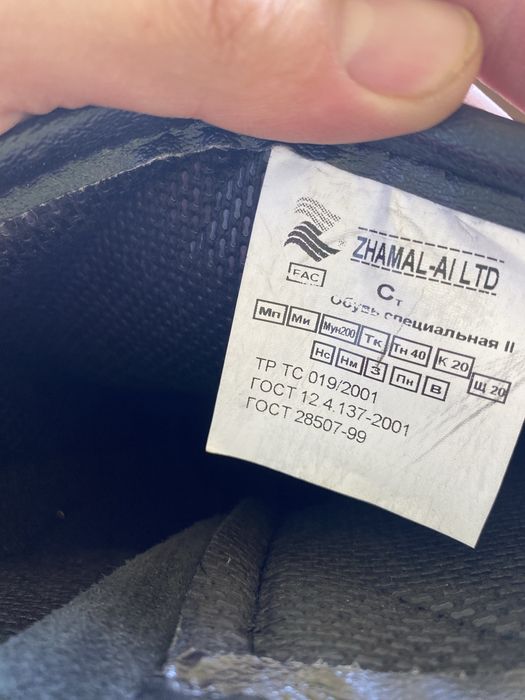 ZHAMAL-AI LTD
EAC
Ст
Обувь специальная II
Мп Ми Мун200 Тк Тн 40 К 20 Щ 20
Нс Нм З Пн В
ТР ТС 019/2001
ГОСТ 12.4.137-2001
ГОСТ 28507-99